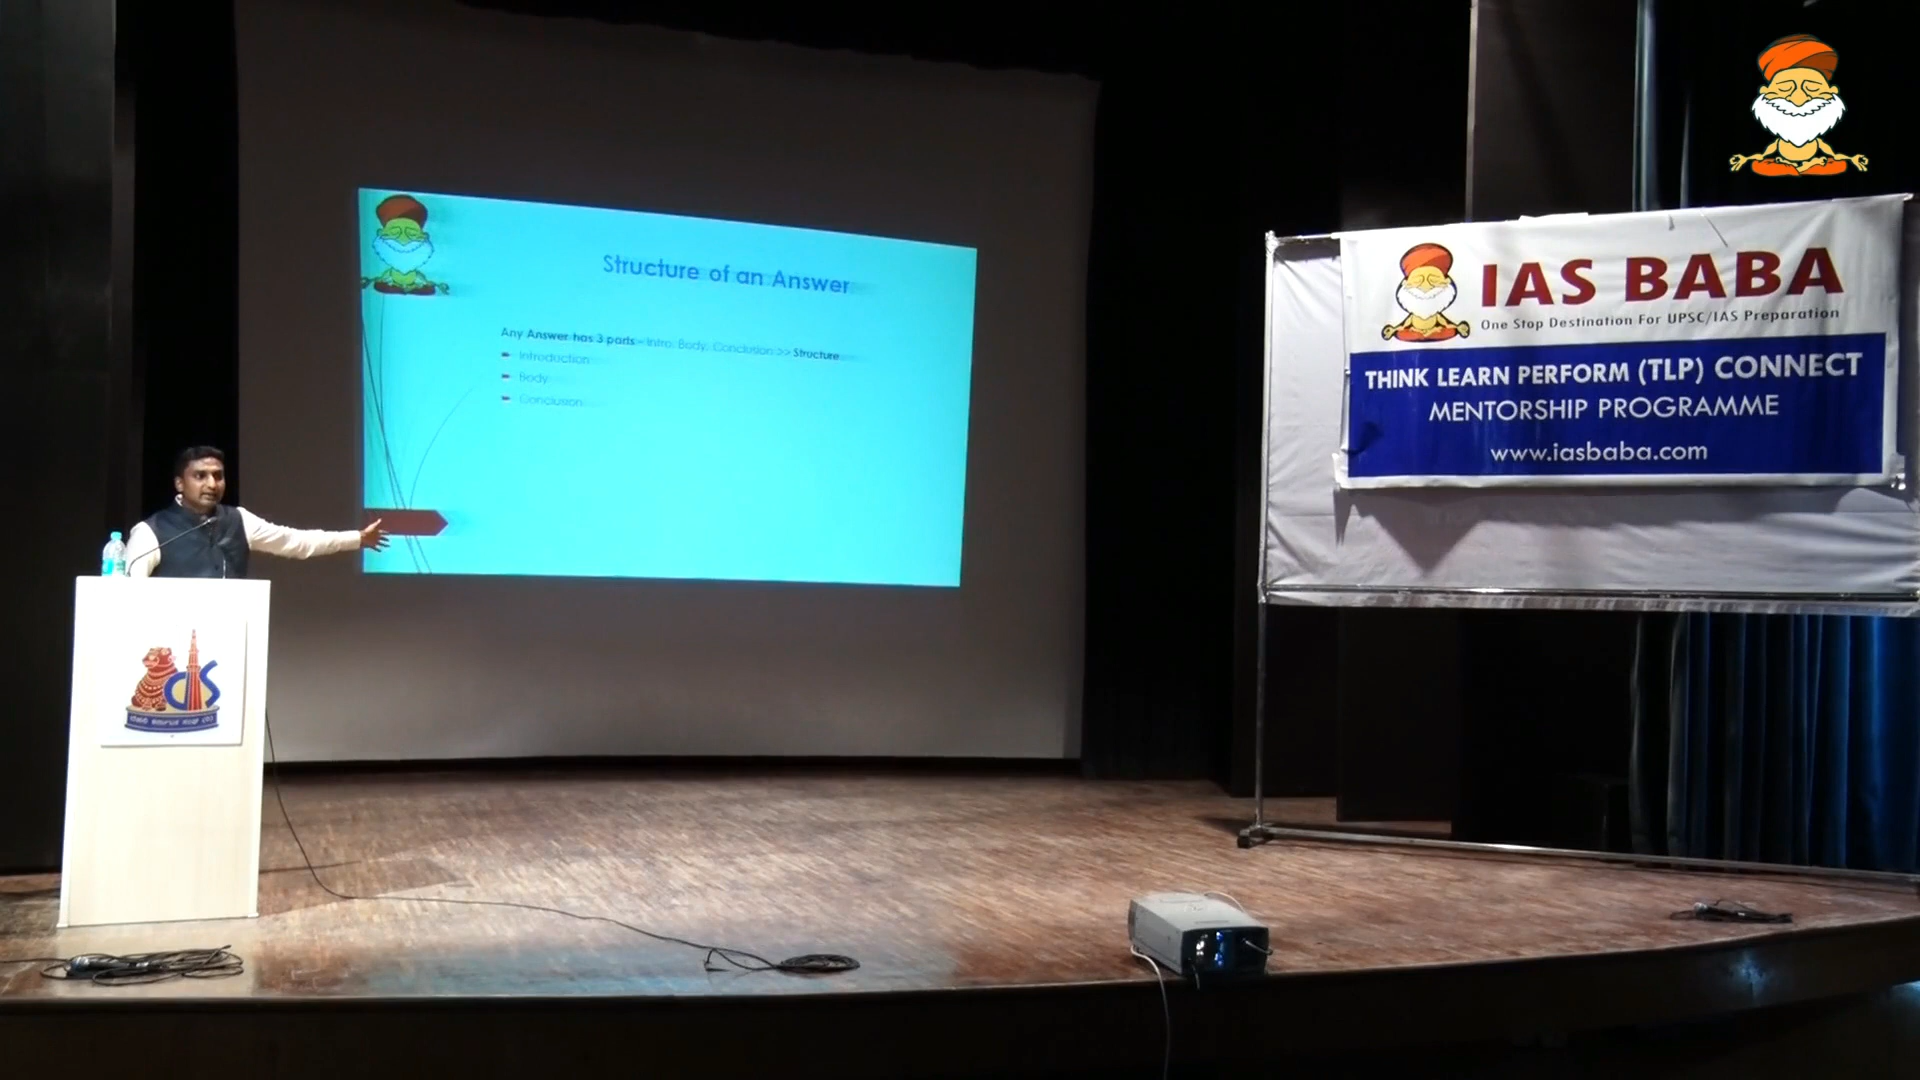 Structure of an Answer
Any Answer has 3 parts – Intro, Body, Conclusion >> Structure
Introduction
Body
Conclusion
IAS BABA
One Stop Destination For UPSC/IAS Preparation
THINK LEARN PERFORM (TLP) CONNECT
MENTORSHIP PROGRAMME
www.iasbaba.com